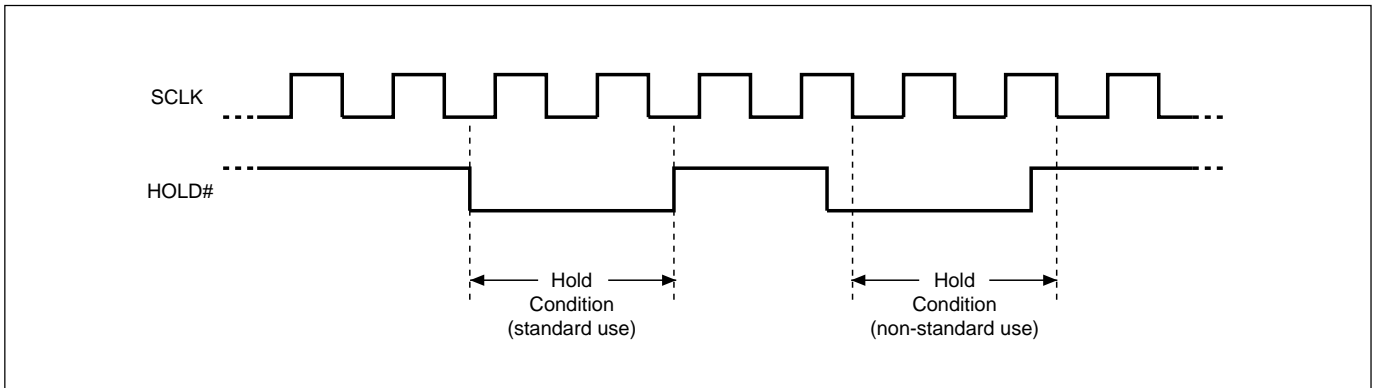 SCLK
HOLD#
Hold
Condition
(standard use)
Hold
Condition
(non-standard use)